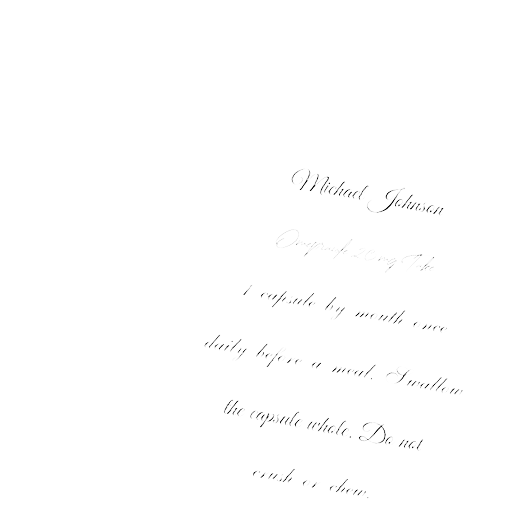 Michael Johnson
1 capsule by mouth once
daily before a meal. Swallow
the capsule whole. Do not
crush or chew.